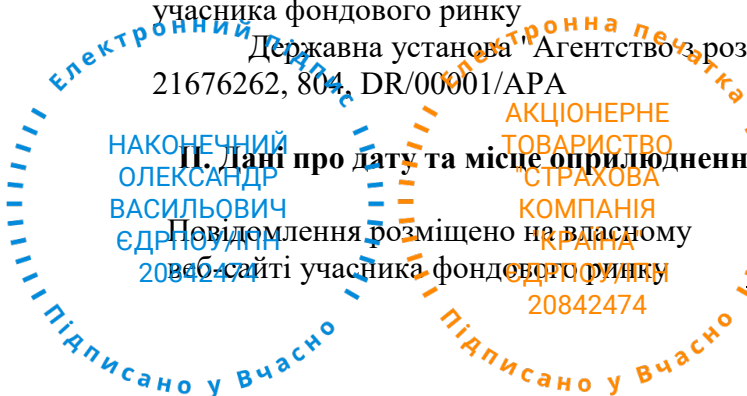 учасника фондового ринку
Державна установа "Агентство з роз
21676262, 804, DR/00001/APA
II. Дані про дату та місце оприлюдненн
Повідомлення розміщено на власному
веб-сайті учасника фондового ринку
Електронний підпис
НАКОНЕЧНИЙ
ОЛЕКСАНДР
ВАСИЛЬОВИЧ
ЄДРПОУ/ІПН
20842474
Підписано у Вчасно
Електронна печатка
АКЦІОНЕРНЕ
ТОВАРИСТВО
"СТРАХОВА
КОМПАНІЯ
"КРАЇНА"
ЄДРПОУ/ІПН
20842474
Підписано у Вчасно